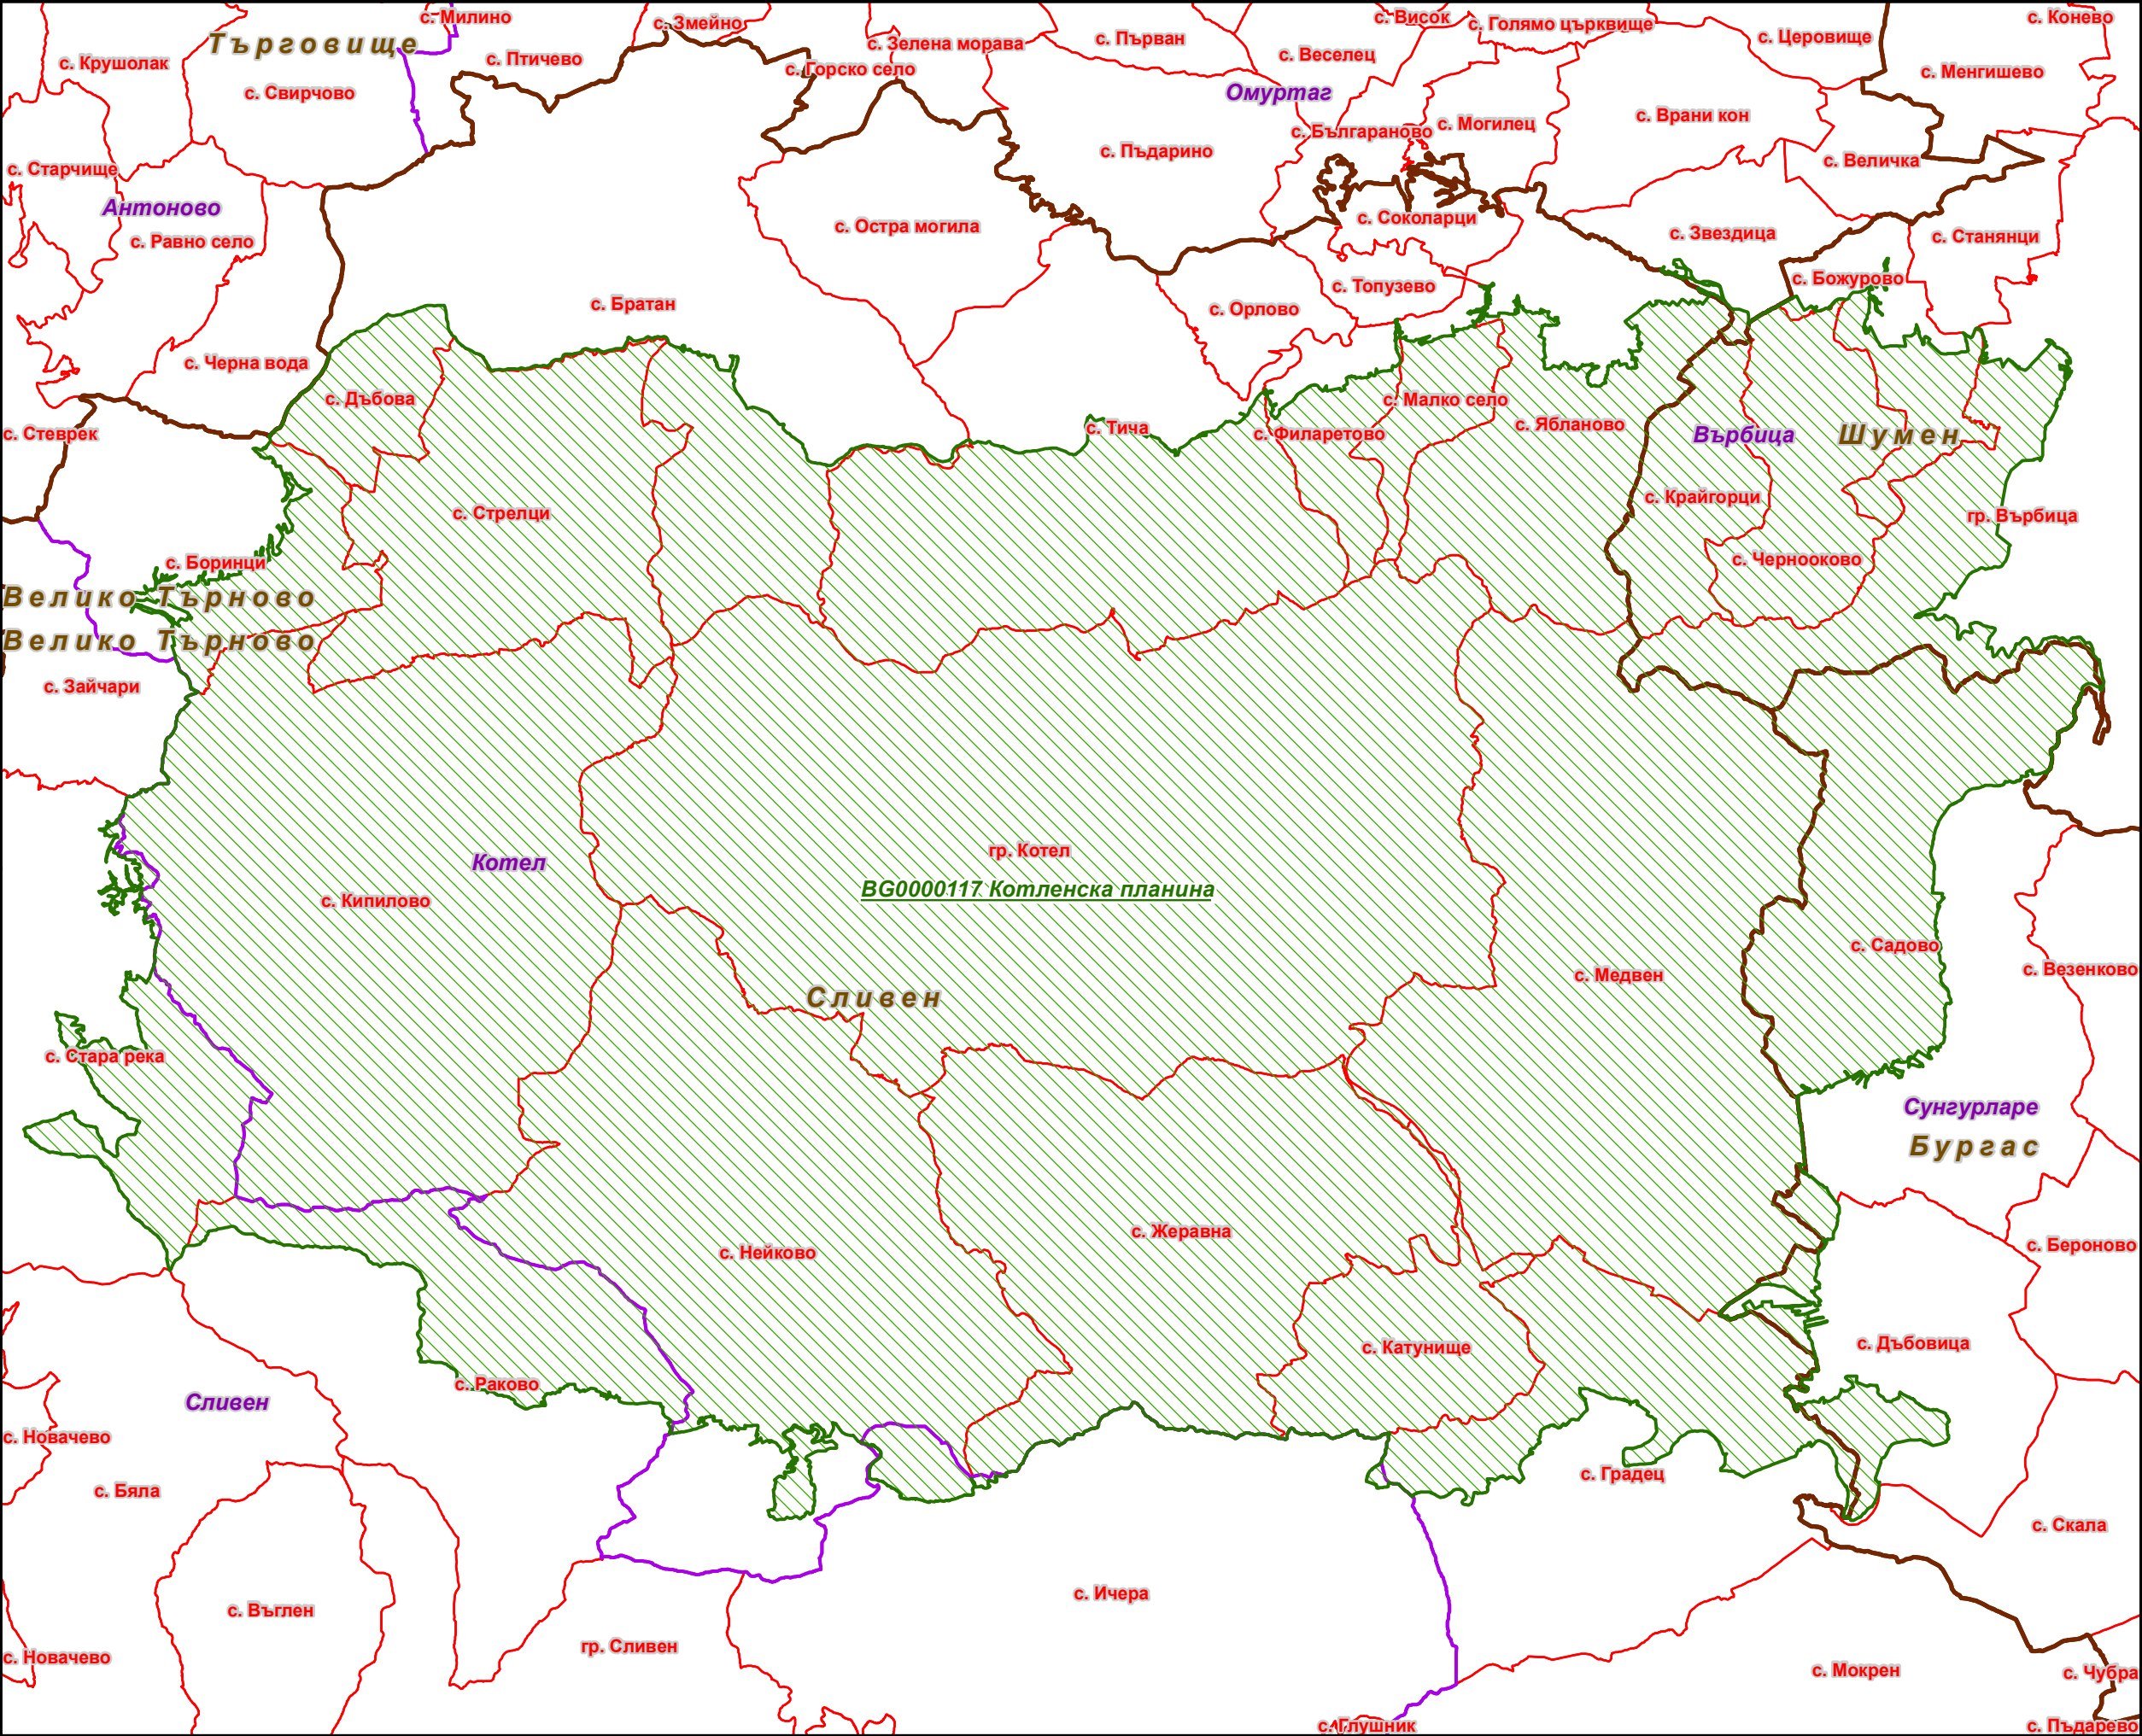 с. Милино
с. Змейно
с. Висок
с. Голямо църквище
с. Конево
Търговище
с. Зелена морава
с. Първан
с. Церовище
с. Крушолак
с. Птичево
с. Веселец
с. Горско село
с. Менгишево
с. Свирчово
Омуртаг
с. Врани кон
с. Българаново
с. Могилец
с. Пъдарино
с. Величка
с. Старчище
Антоново
с. Соколарци
с. Остра могила
с. Звездица
с. Станянци
с. Равно село
с. Божурово
с. Топузево
с. Братан
с. Орлово
с. Черна вода
с. Дъбова
с. Малко село
с. Ябланово
с. Стеврек
с. Тича
с. Филаретово
Върбица
Шумен
с. Крайгорци
с. Стрелци
гр. Върбица
с. Боринци
с. Чернооково
Велико Търново
Велико Търново
с. Зайчари
гр. Котел
Котел
BG0000117 Котленска планина
с. Кипилово
с. Садово
с. Медвен
с. Везенково
Сливен
с. Стара река
Сунгурларе
Бургас
с. Жеравна
с. Нейково
с. Бероново
с. Дъбовица
с. Катунище
с. Раково
Сливен
с. Новачево
с. Градец
с. Бяла
с. Скала
с. Ичера
с. Въглен
гр. Сливен
с. Новачево
с. Мокрен
с. Чубра
с. Глушник
с. Пъдарево